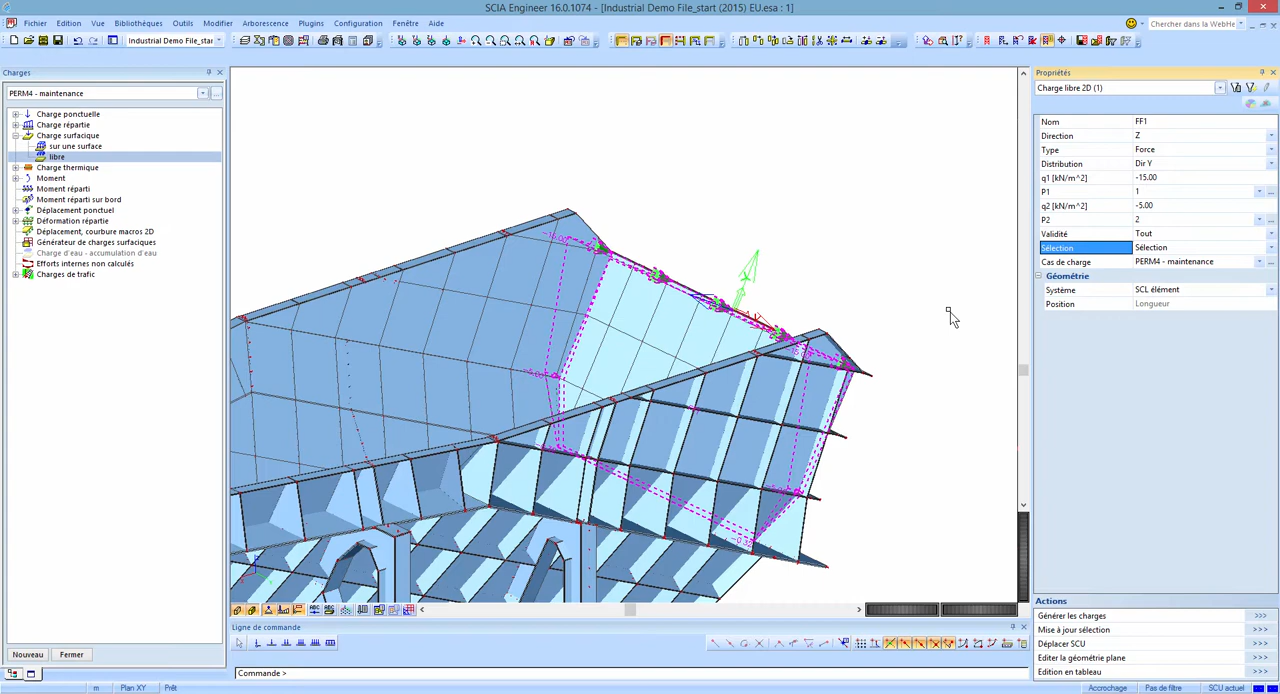 SCIA Engineer 16.0.1074 - [Industrial Demo File_start (2015) EU.esa : 1]
Fichier Edition Vue Bibliothèques Outils Modifier Arborescence Plugins Configuration Fenêtre Aide
Chercher dans la WebHe
Industrial Demo File_star
Charges
PERM4 - maintenance
Charge ponctuelle
Charge répartie
Charge surfacique
sur une surface
libre
Charge thermique
Moment
Moment réparti
Moment réparti sur bord
Déplacement ponctuel
Déformation répartie
Déplacement, courbure macros 2D
Générateur de charges surfaciques
Charge d'eau - accumulation d'eau
Efforts internes non calculés
Charges de trafic
Nouveau Fermer
Propriétés
Charge libre 2D (1)
Nom FF1
Direction Z
Type Force
Distribution Dir Y
q1 [kN/m^2] -15.00
P1 1 ...
q2 [kN/m^2] -5.00
P2 2 ...
Validité Tout
Sélection Sélection
Cas de charge PERM4 - maintenance ...
Géométrie
Système SCL élément
Position Longueur
Actions
Générer les charges >>>
Mise à jour sélection >>>
Déplacer SCU >>>
Editer la géométrie plane >>>
Edition en tableau >>>
Ligne de commande
Commande >
m Plan XY Prêt Accrochage Pas de filtre SCU actuel